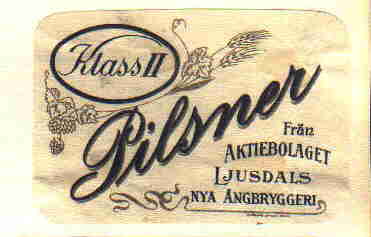 Klass II
Pilsner
Från
AKTIEBOLAGET
LJUSDALS
NYA ÅNGBRYGGERI